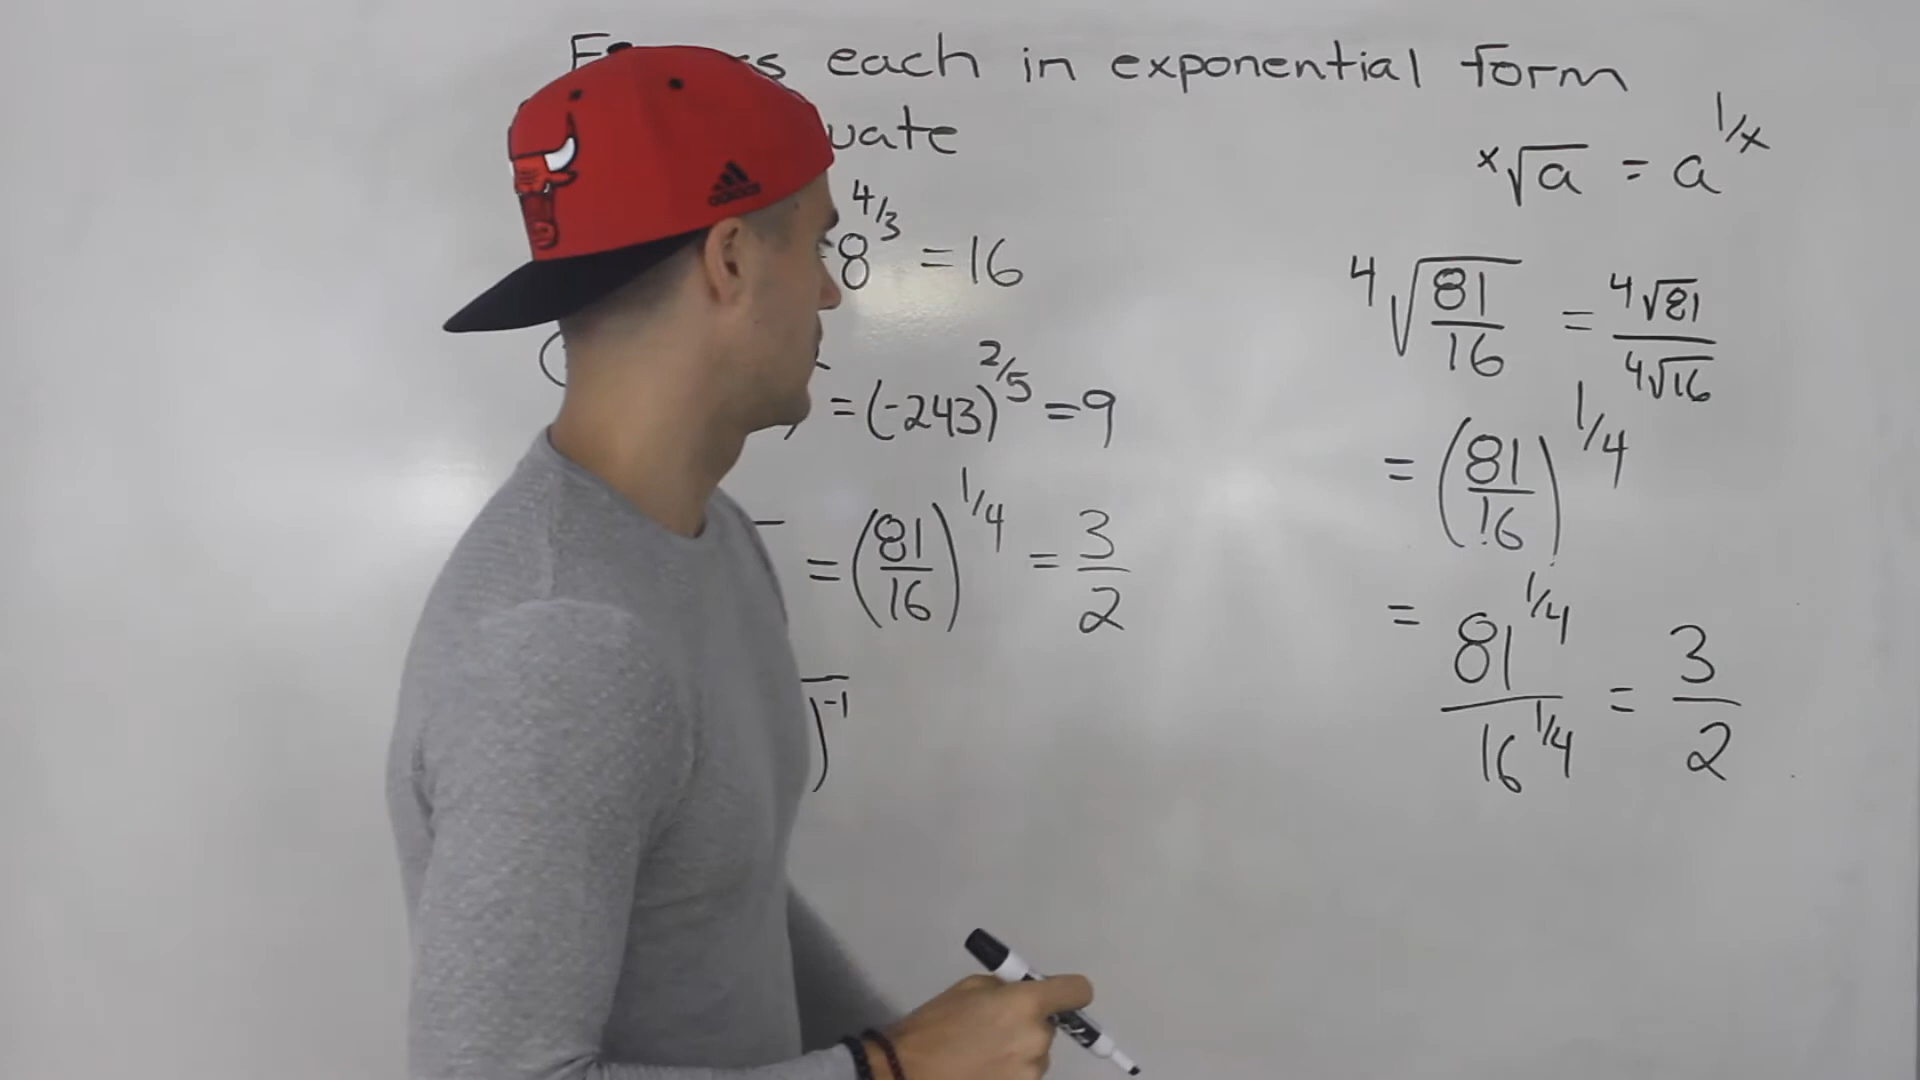 each in exponential form
ˣ√a = a^1/x
8^4/3 = 16
= (-243)^2/5 = 9
= (81/16)^1/4 = 3/2
)^-1
⁴√81/16 = ⁴√81/⁴√16
= (81/16)^1/4
= 81^1/4/16^1/4 = 3/2
adidas